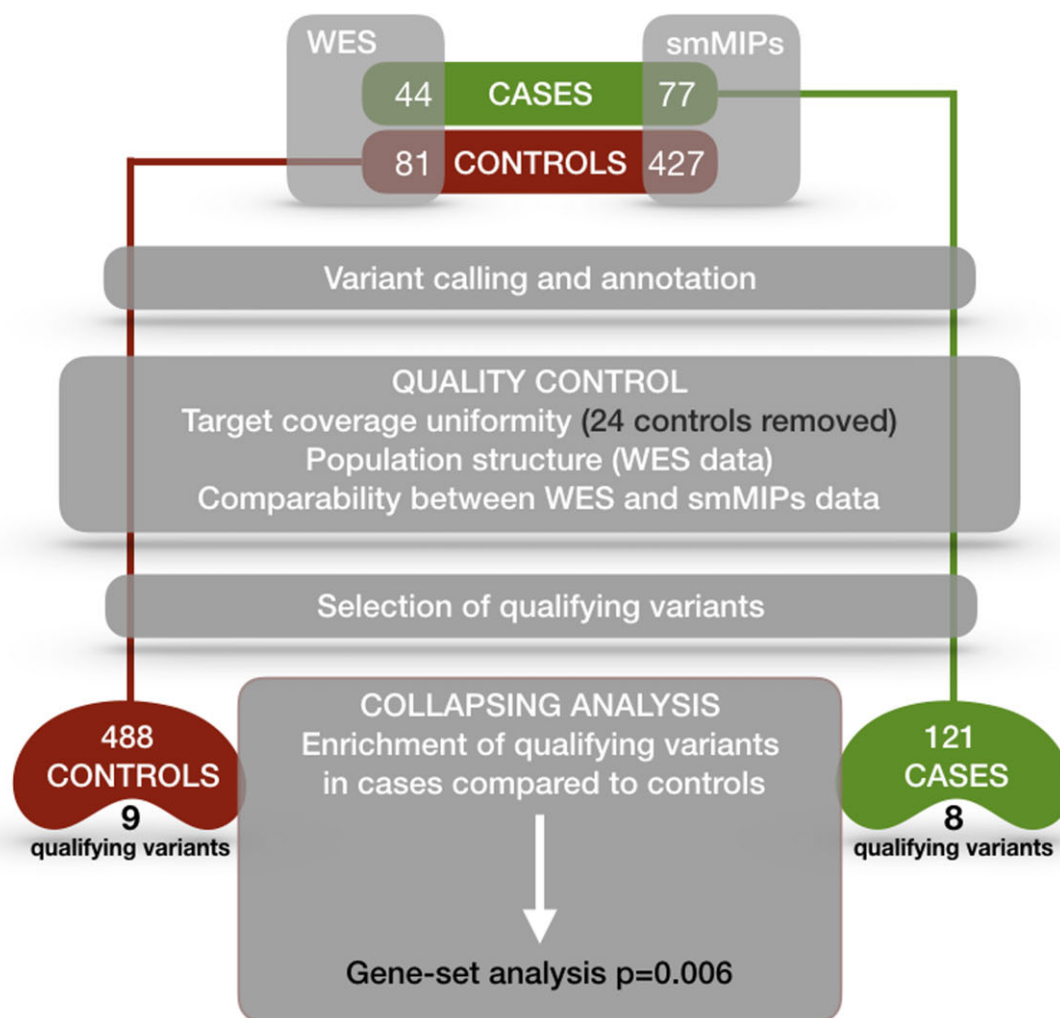 WES
smMIPs
44 CASES 77
81 CONTROLS 427
Variant calling and annotation
QUALITY CONTROL
Target coverage uniformity (24 controls removed)
Population structure (WES data)
Comparability between WES and smMIPs data
Selection of qualifying variants
488
CONTROLS
9
qualifying variants
COLLAPSING ANALYSIS
Enrichment of qualifying variants
in cases compared to controls
Gene-set analysis p=0.006
121
CASES
8
qualifying variants